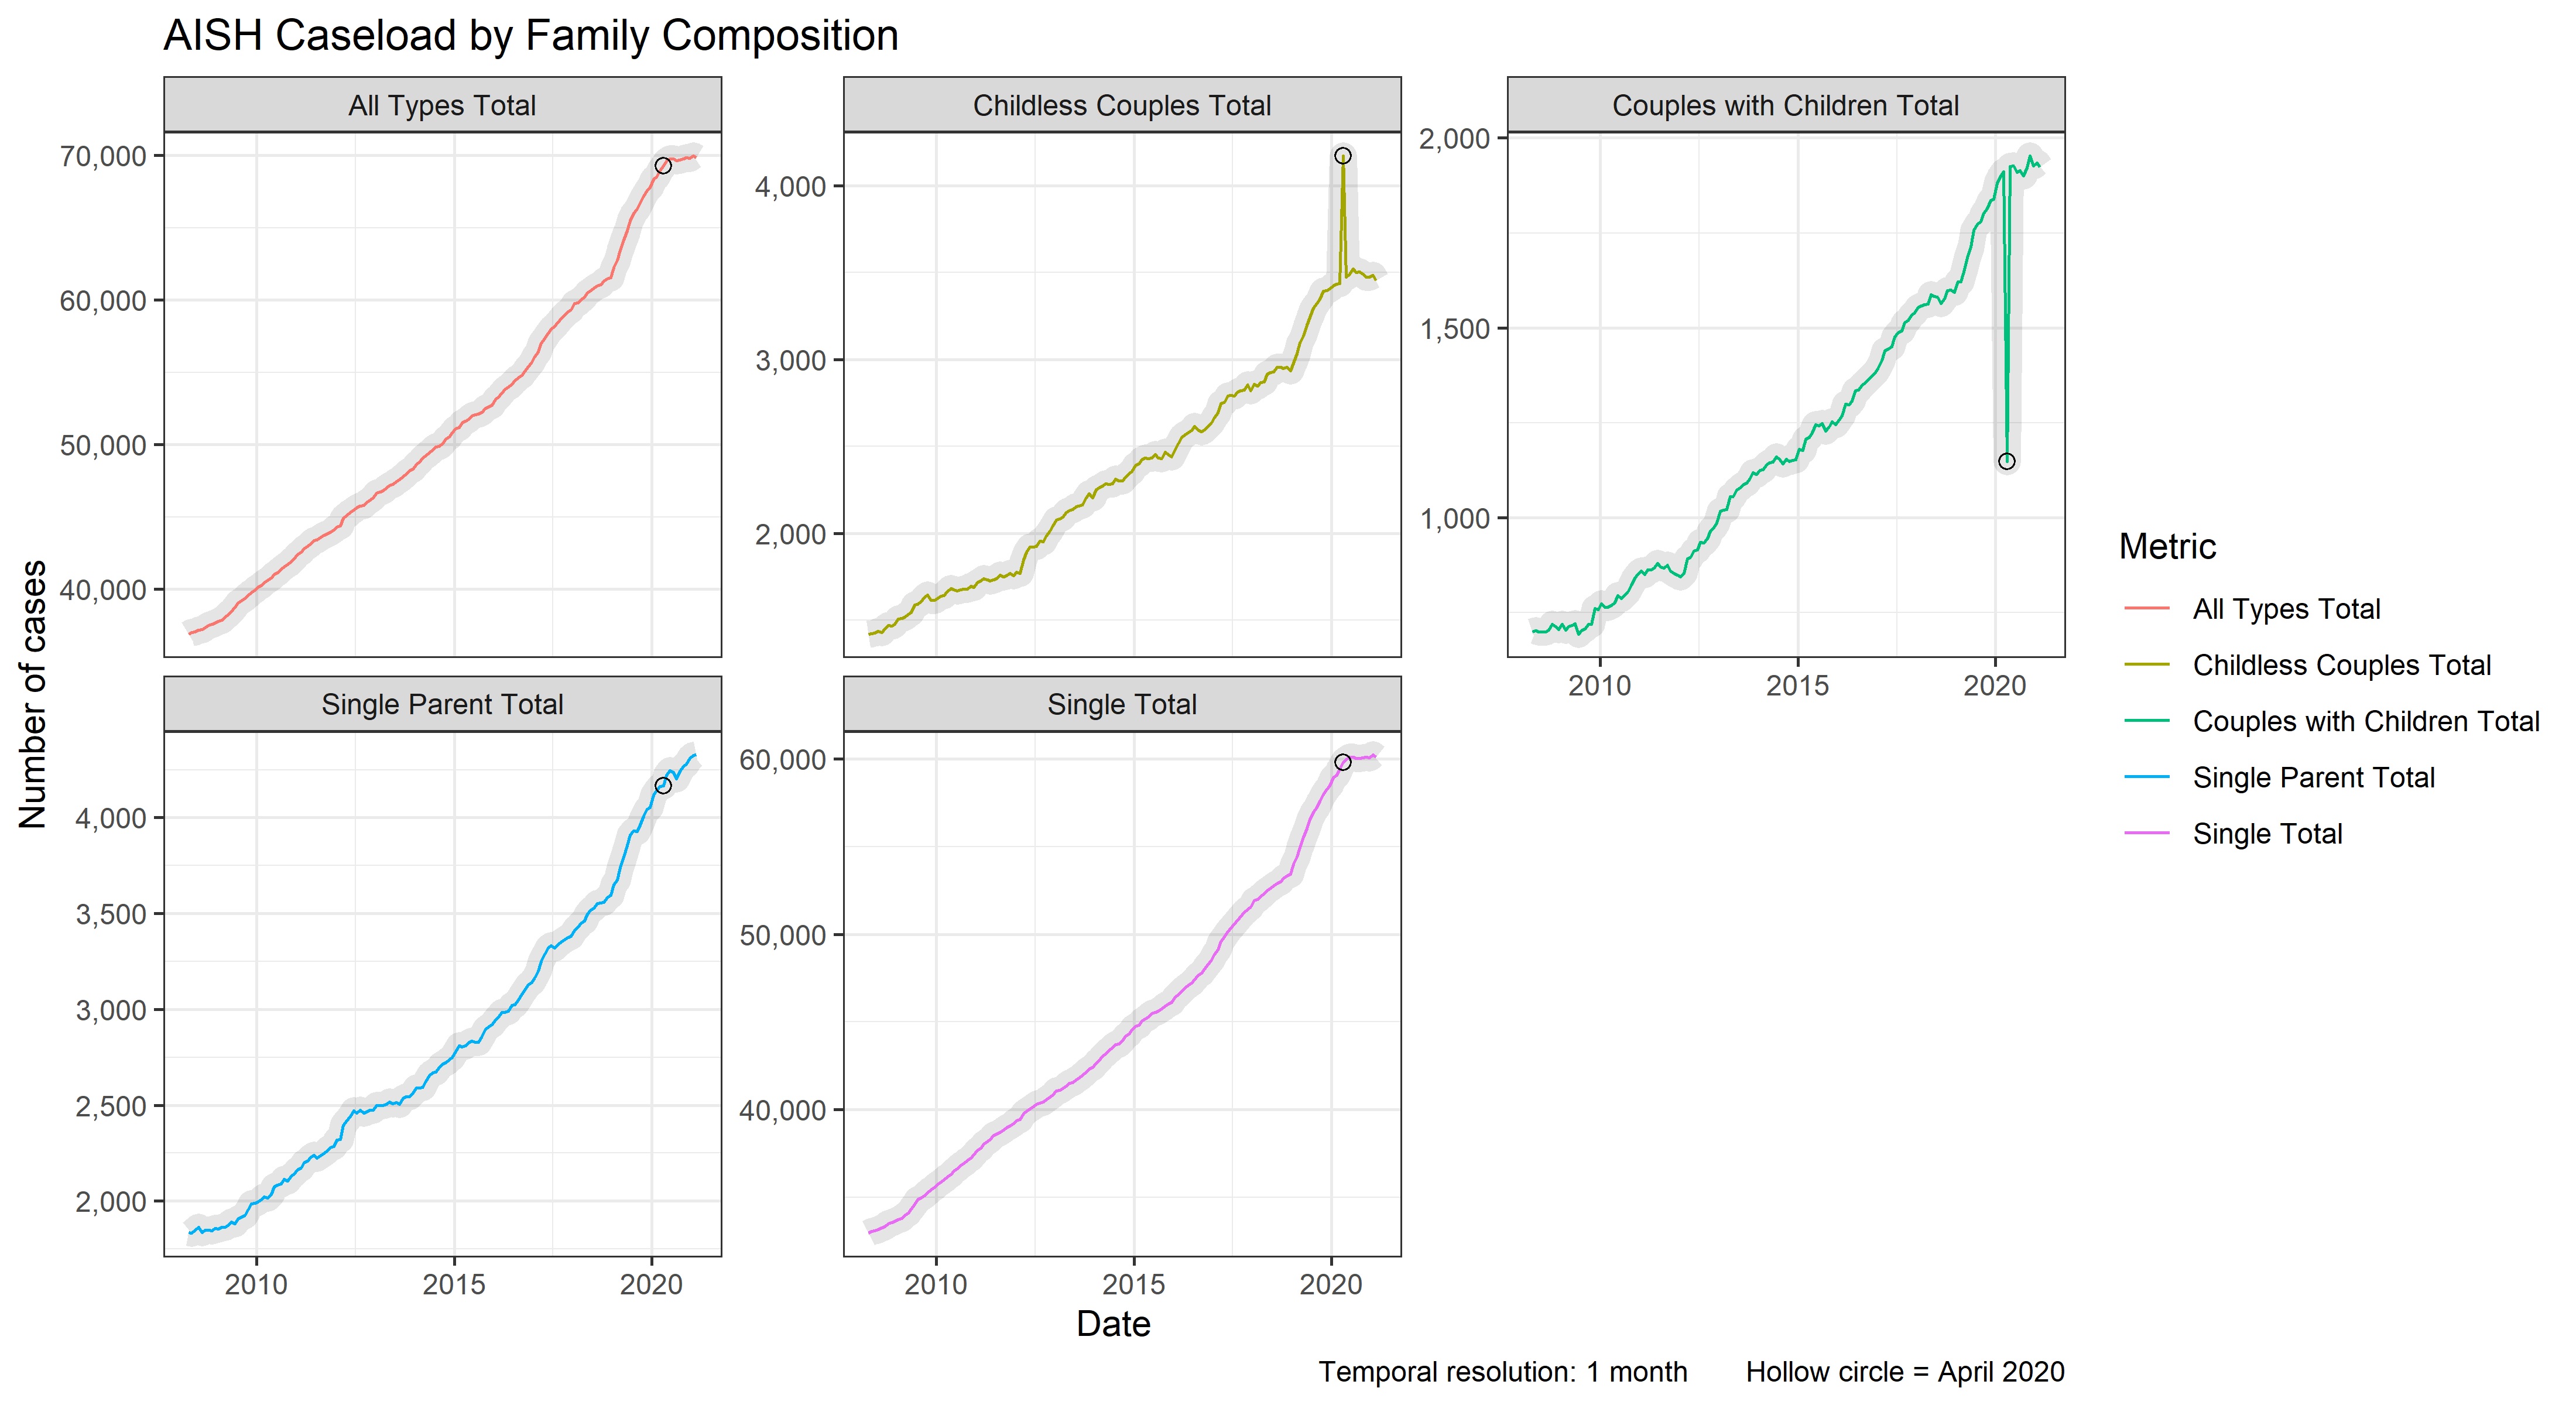 AISH Caseload by Family Composition
All Types Total
Childless Couples Total
Couples with Children Total
70,000
60,000
50,000
40,000
4,000
3,000
2,000
2,000
1,500
1,000
2010
2015
2020
Single Parent Total
Single Total
4,000
3,500
3,000
2,500
2,000
60,000
50,000
40,000
2010
2015
2020
2010
2015
2020
Number of cases
Date
Metric
All Types Total
Childless Couples Total
Couples with Children Total
Single Parent Total
Single Total
Temporal resolution: 1 month Hollow circle = April 2020